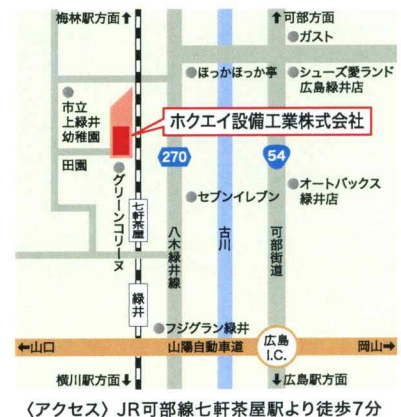 梅林駅方面↑
↑可部方面
ガスト
ほっかほっか亭
シューズ愛ランド
広島緑井店
市立
上緑井
幼稚園
ホクエイ設備工業株式会社
田園
270
54
グリーンコリーヌ
七軒茶屋
セブンイレブン
オートバックス
緑井店
八木緑井線
古川
可部街道
緑井
フジグラン緑井
←山口
山陽自動車道
広島
I.C.
岡山→
横川駅方面↓
↓広島駅方面
〈アクセス〉JR可部線七軒茶屋駅より徒歩7分